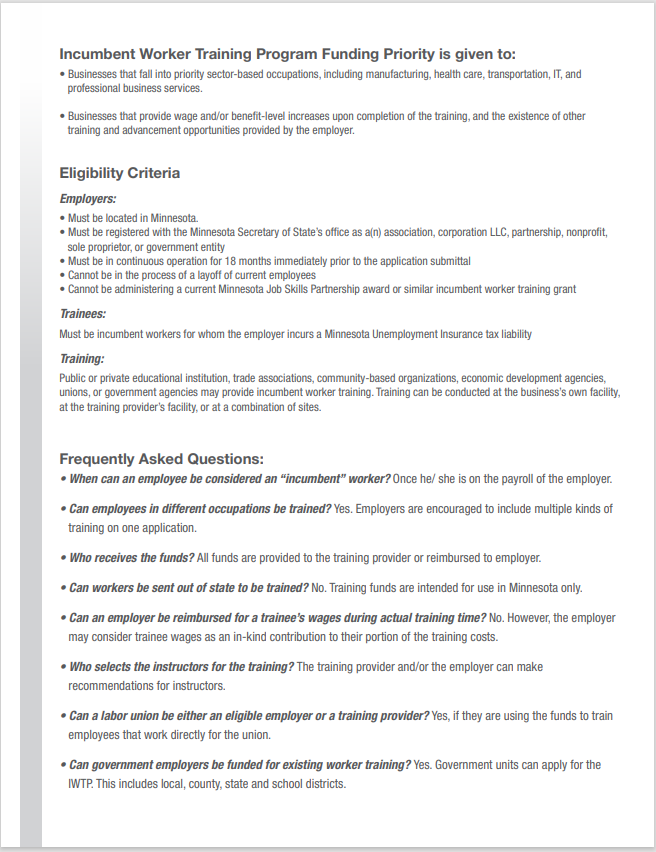 Incumbent Worker Training Program Funding Priority is given to:
• Businesses that fall into priority sector-based occupations, including manufacturing, health care, transportation, IT, and
professional business services.
• Businesses that provide wage and/or benefit-level increases upon completion of the training, and the existence of other
training and advancement opportunities provided by the employer.
Eligibility Criteria
Employers:
• Must be located in Minnesota.
• Must be registered with the Minnesota Secretary of State's office as a(n) association, corporation LLC, partnership, nonprofit,
sole proprietor, or government entity
• Must be in continuous operation for 18 months immediately prior to the application submittal
• Cannot be in the process of a layoff of current employees
• Cannot be administering a current Minnesota Job Skills Partnership award or similar incumbent worker training grant
Trainees:
Must be incumbent workers for whom the employer incurs a Minnesota Unemployment Insurance tax liability
Training:
Public or private educational institution, trade associations, community-based organizations, economic development agencies,
unions, or government agencies may provide incumbent worker training. Training can be conducted at the business's own facility,
at the training provider's facility, or at a combination of sites.
Frequently Asked Questions:
• When can an employee be considered an "incumbent" worker? Once he/ she is on the payroll of the employer.
• Can employees in different occupations be trained? Yes. Employers are encouraged to include multiple kinds of
training on one application.
• Who receives the funds? All funds are provided to the training provider or reimbursed to employer.
• Can workers be sent out of state to be trained? No. Training funds are intended for use in Minnesota only.
• Can an employer be reimbursed for a trainee's wages during actual training time? No. However, the employer
may consider trainee wages as an in-kind contribution to their portion of the training costs.
• Who selects the instructors for the training? The training provider and/or the employer can make
recommendations for instructors.
• Can a labor union be either an eligible employer or a training provider? Yes, if they are using the funds to train
employees that work directly for the union.
• Can government employers be funded for existing worker training? Yes. Government units can apply for the
IWTP. This includes local, county, state and school districts.